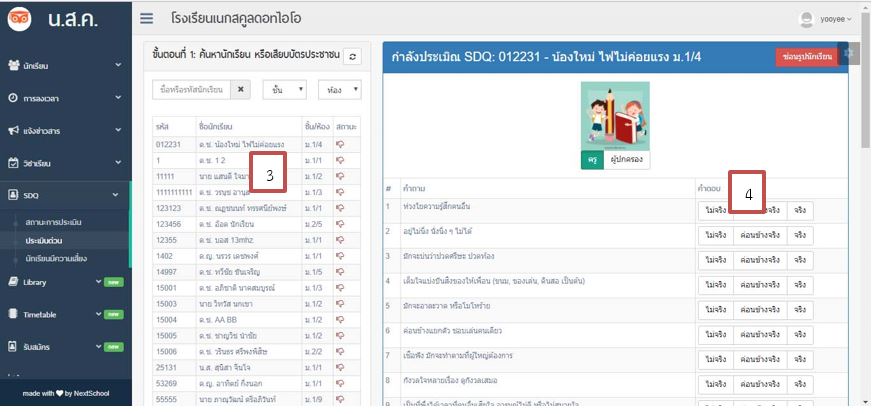 น.ส.ค.
โรงเรียนเนกสคูลดอทไอโอ
yooyee
นักเรียน
การลงเวลา
แจ้งข่าวสาร
วิชาเรียน
SDQ
สถานะการประเมิน
ประเมินด่วน
นักเรียนมีความเสี่ยง
Library new
Timetable new
รับสมัคร new
made with by NextSchool
ขั้นตอนที่ 1: ค้นหานักเรียน หรือเสียบบัตรประชาชน
ชื่อหรือรหัสนักเรียน ชั้น ห้อง
รหัส ชื่อนักเรียน ชั้น/ห้อง สถานะ
012231 ด.ช. น้องใหม่ ไฟไม่ค่อยแรง ม.1/4
1 ด.ช. 1 2 ม.1/1
11111 นาย แสนดี ม.1/2
1111111111 ด.ช. วรนุช ม.1/3
3
123123 ด.ช. ณฏฐนนท์ ทรรศนีย์พงษ์ ม.1/1
123456 ด.ช. อ๊อด นักเรียน ม.2/5
12355 ด.ช. บอส 13mhz. ม.1/1
1402 ด.ญ. นรวร เดชพงศ์ ม.1/1
14997 ด.ช. ทวีชัย ขันเจริญ ม.1/5
15001 ด.ช. อภิชาติ นาคสมบูรณ์ ม.1/3
15003 นาย วิทวัส นกเขา ม.1/2
15004 ด.ช. AA BB ม.1/2
15005 ด.ช. ชาญวิช นำชัย ม.1/2
15006 ด.ช. วรินธร ศรีพงพิสิษ ม.2/2
25131 น.ส. สุนิสา จีนใจ ม.1/1
53269 ด.ญ. อาทิตย์ กิ่งนอก ม.1/1
55555 นาย ภาณุวัฒน์ ตรีอภิวันท์ ม.1/9
กำลังประเมิน SDQ: 012231 - น้องใหม่ ไฟไม่ค่อยแรง ม.1/4
ซ่อนรูปนักเรียน
ครู ผู้ปกครอง
# คำถาม คำตอบ
4
1 ห่วงใยความรู้สึกคนอื่น ไม่จริง ค่อนข้างจริง จริง
2 อยู่ไม่นิ่ง นั่งนิ่ง ๆ ไม่ได้ ไม่จริง ค่อนข้างจริง จริง
3 มักจะบ่นว่าปวดศรีษะ ปวดท้อง ไม่จริง ค่อนข้างจริง จริง
4 เต็มใจแบ่งปันสิ่งของให้เพื่อน (ขนม, ของเล่น, ดินสอ เป็นต้น) ไม่จริง ค่อนข้างจริง จริง
5 มักจะอาละวาด หรือโมโหร้าย ไม่จริง ค่อนข้างจริง จริง
6 ค่อนข้างแยกตัว ชอบเล่นคนเดียว ไม่จริง ค่อนข้างจริง จริง
7 เชื่อฟัง มักจะทำตามที่ผู้ใหญ่ต้องการ ไม่จริง ค่อนข้างจริง จริง
8 กังวลใจหลายเรื่อง ดูกังวลเสมอ ไม่จริง ค่อนข้างจริง จริง
9